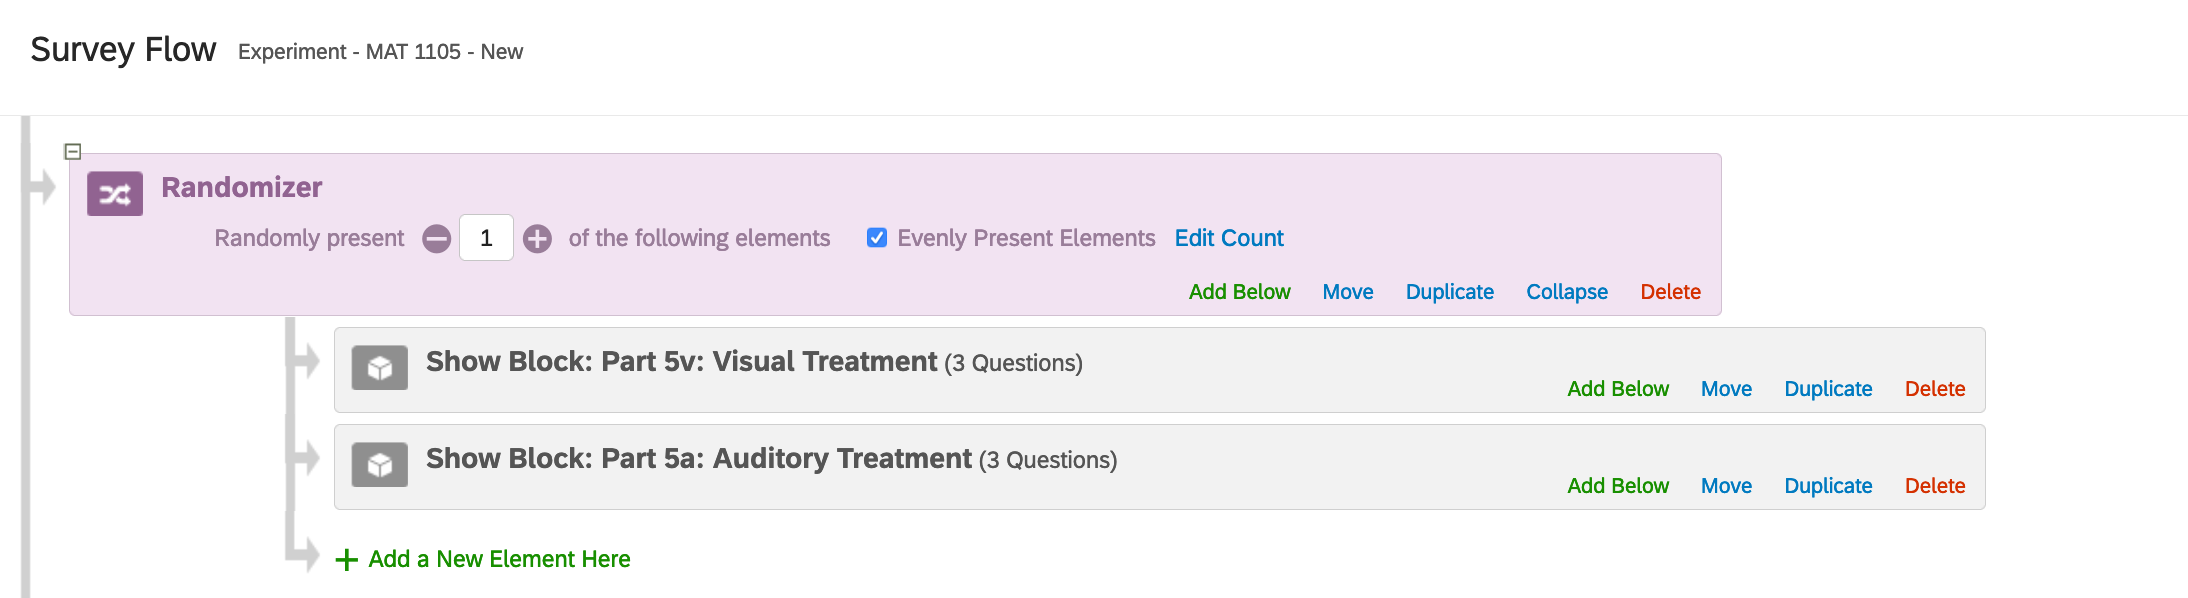 Survey Flow Experiment - MAT 1105 - New
Randomizer
Randomly present 1 of the following elements Evenly Present Elements Edit Count
Add Below Move Duplicate Collapse Delete
Show Block: Part 5v: Visual Treatment (3 Questions)
Add Below Move Duplicate Delete
Show Block: Part 5a: Auditory Treatment (3 Questions)
Add Below Move Duplicate Delete
+ Add a New Element Here